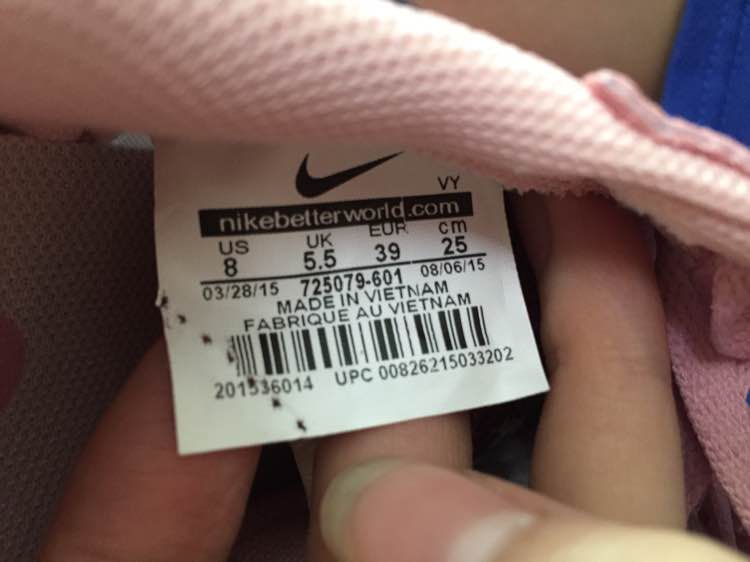 VY
nikebetterworld.com
US UK EUR cm
8 5.5 39 25
03/28/15 725079-601 08/06/15
MADE IN VIETNAM
FABRIQUE AU VIETNAM
201536014 UPC 00826215033202